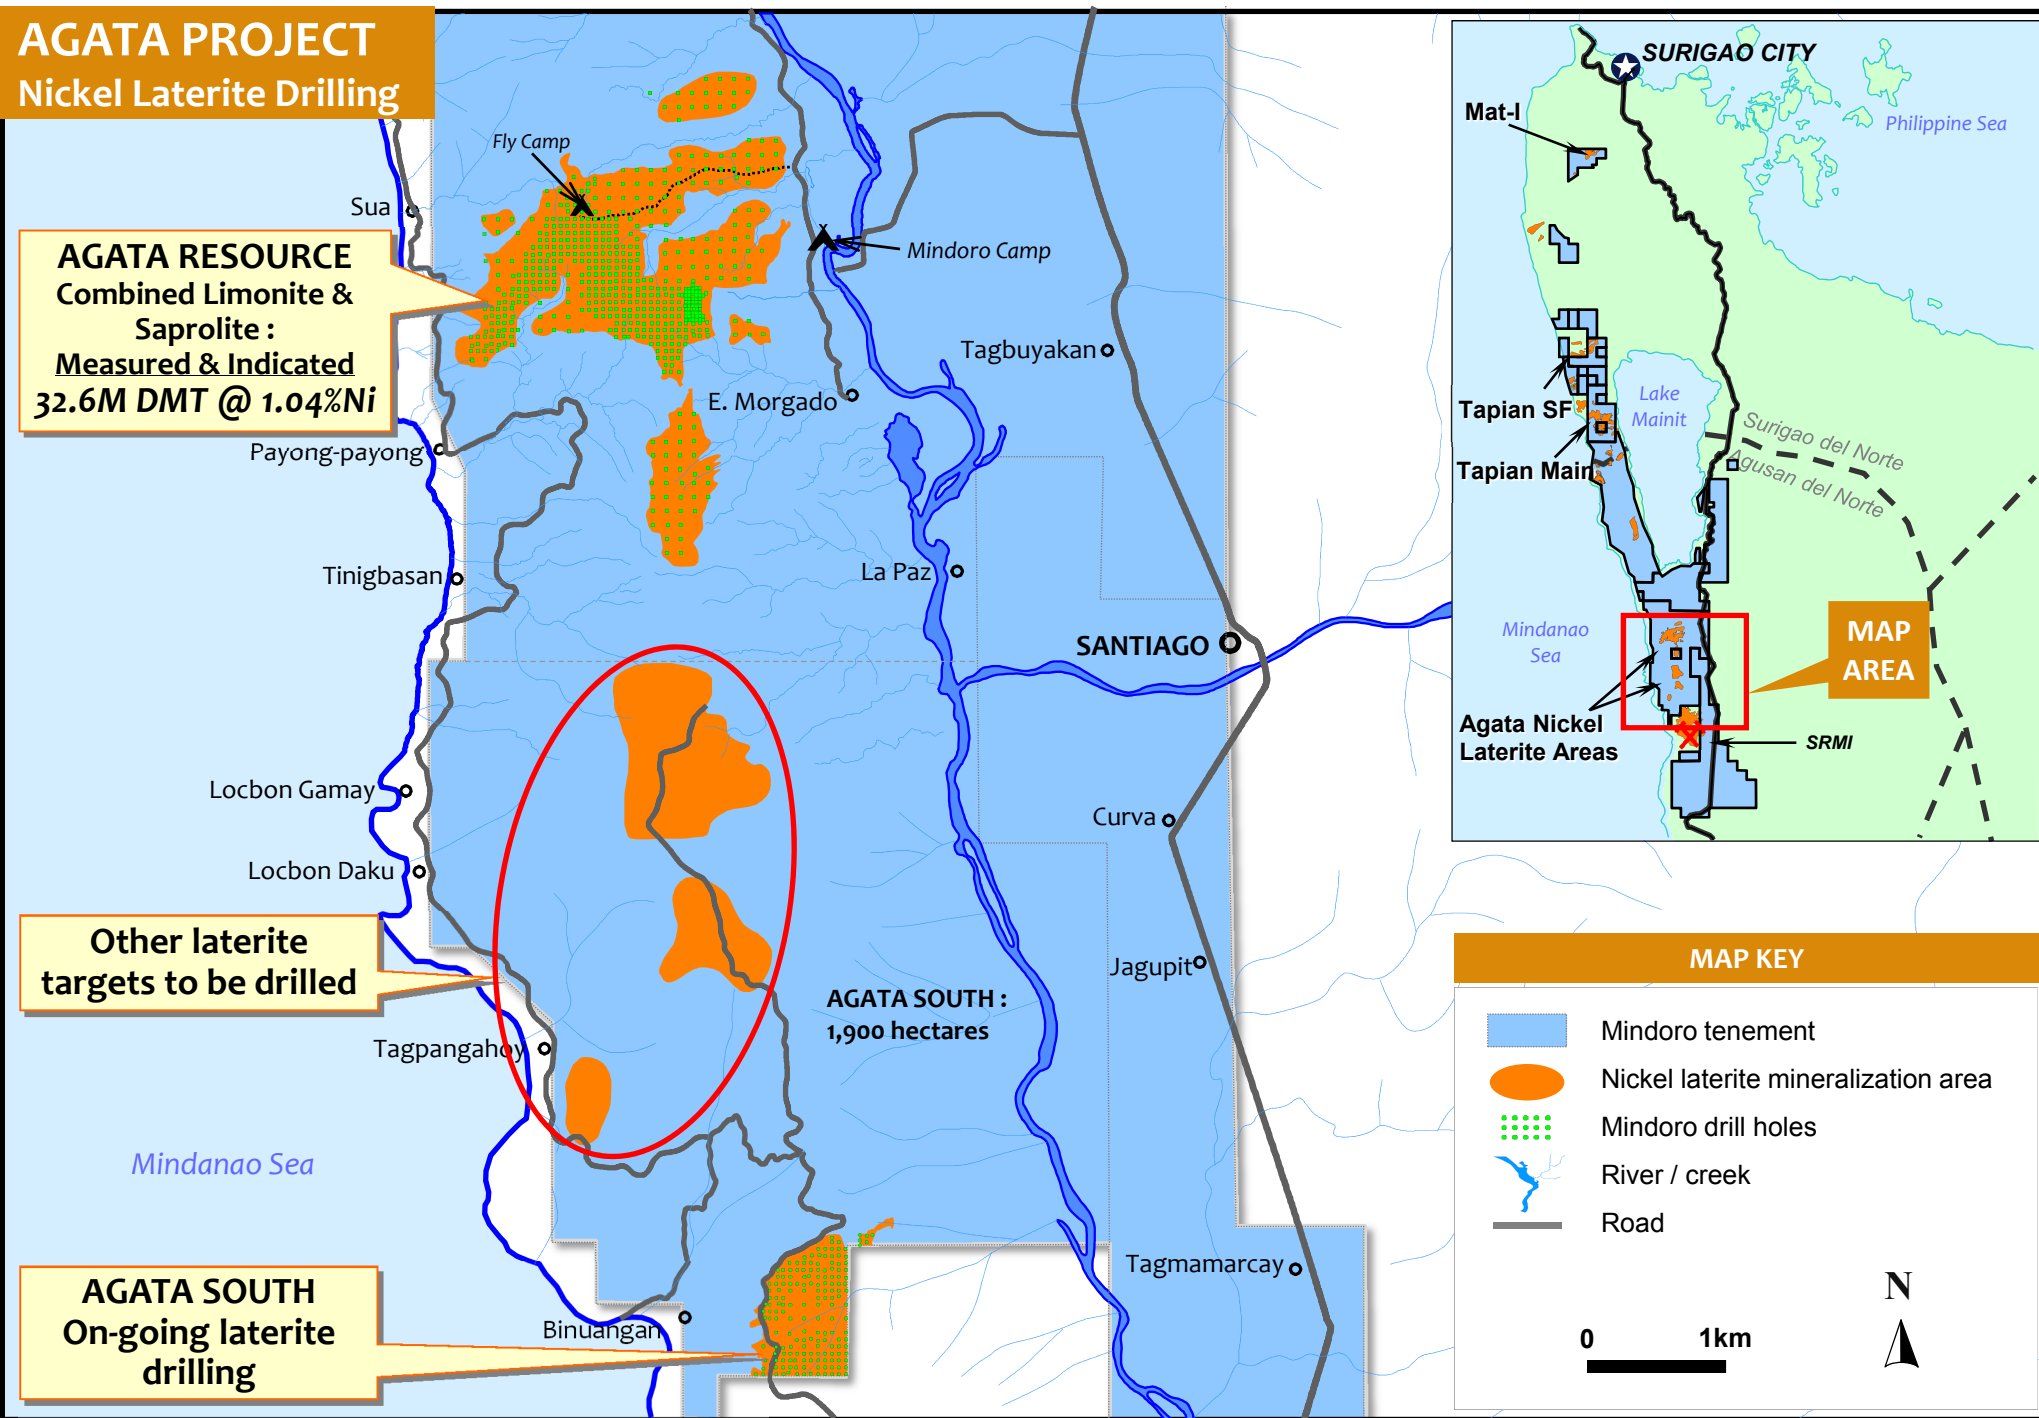 AGATA PROJECT
Nickel Laterite Drilling
Fly Camp
Sua
Mindoro Camp
AGATA RESOURCE
Combined Limonite &
Saprolite :
Measured & Indicated
32.6M DMT @ 1.04%Ni
Tagbuyakan
E. Morgado
Payong-payong
Tinigbasan
La Paz
SANTIAGO
Locbon Gamay
Curva
Locbon Daku
Other laterite
targets to be drilled
Jagupit
AGATA SOUTH :
1,900 hectares
Tagpangahoy
Mindanao Sea
Tagmamarcay
AGATA SOUTH
On-going laterite
drilling
Binuangan
SURIGAO CITY
Mat-I
Philippine Sea
Tapian SF
Lake
Mainit
Surigao del Norte
Agusan del Norte
Tapian Main
Mindanao
Sea
MAP
AREA
Agata Nickel
Laterite Areas
SRMI
MAP KEY
Mindoro tenement
Nickel laterite mineralization area
Mindoro drill holes
River / creek
Road
N
0 1km